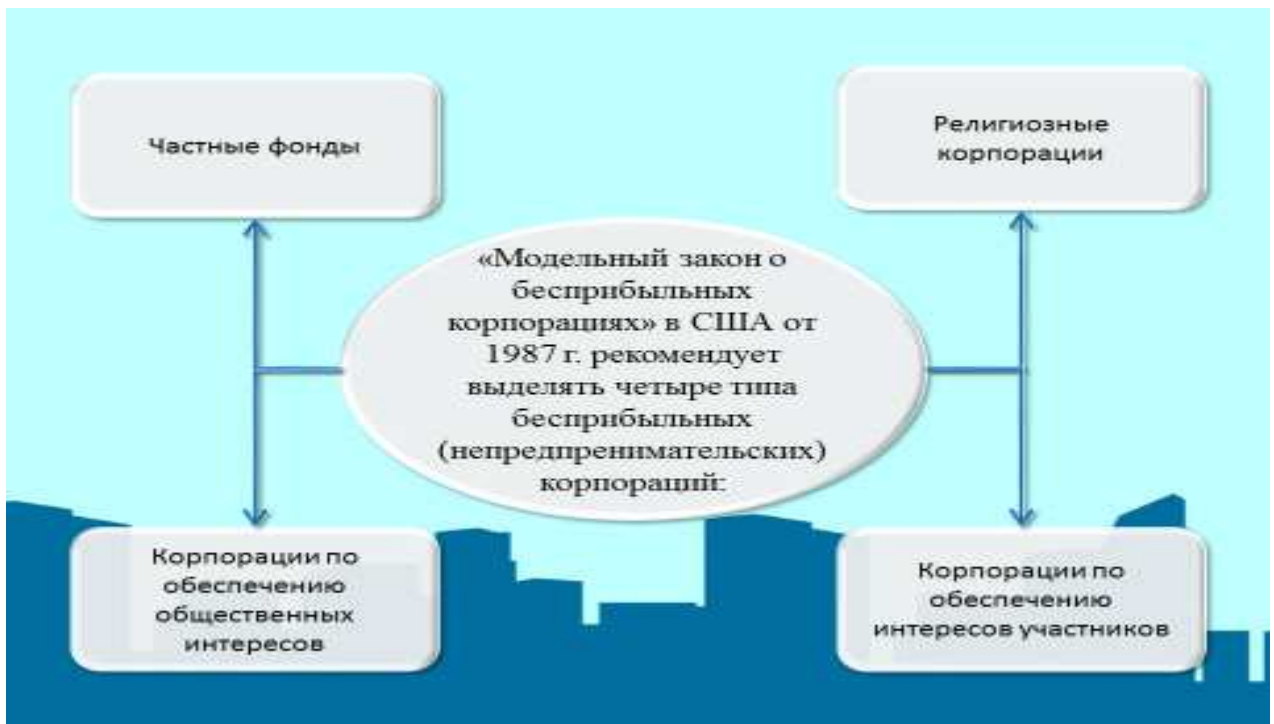 Частные фонды
Религиозные
корпорации
«Модельный закон о
бесприбыльных
корпорациях» в США от
1987 г. рекомендует
выделять четыре типа
бесприбыльных
(непредпренимательских)
корпораций:
Корпорации по
обеспечению
общественных
интересов
Корпорации по
обеспечению
интересов участников